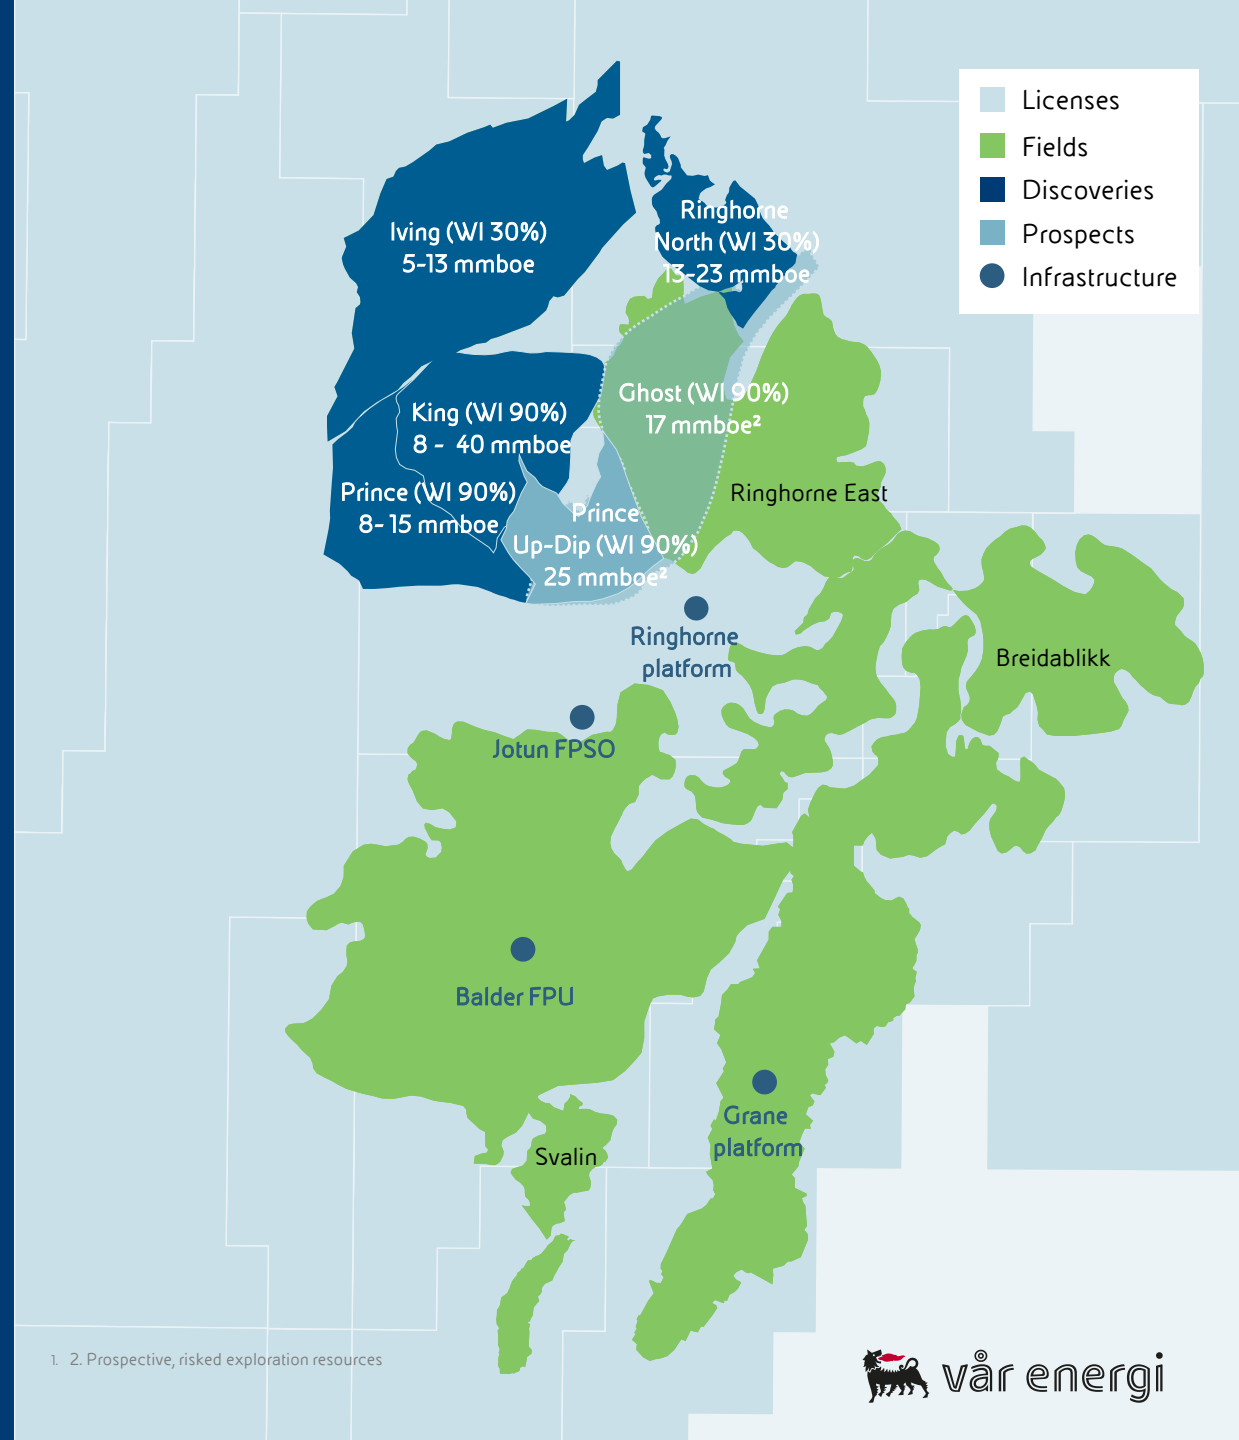 Licenses
Fields
Discoveries
Prospects
Infrastructure
Iving (WI 30%)
5-13 mmboe
Ringhorne
North (WI 30%)
13-23 mmboe
King (WI 90%)
8 - 40 mmboe
Ghost (WI 90%)
17 mmboe²
Prince (WI 90%)
8- 15 mmboe
Prince
Up-Dip (WI 90%)
25 mmboe²
Ringhorne East
Ringhorne
platform
Breidablikk
Jotun FPSO
Balder FPU
Grane
platform
Svalin
1. 2. Prospective, risked exploration resources
vår energi